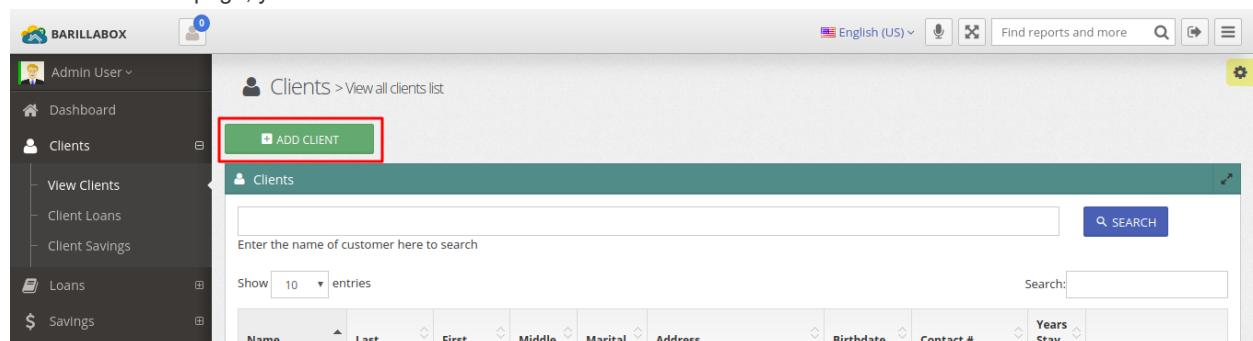 BARILLABOX
0
English (US)
Find reports and more
Admin User
Clients > View all clients list
Dashboard
ADD CLIENT
Clients
Clients
View Clients
SEARCH
Client Loans
Enter the name of customer here to search
Client Savings
Show 10 entries
Search:
Loans
Savings
Name
Last
First
Middle
Marital
Address
Birthdate
Contact #
Years
Stay